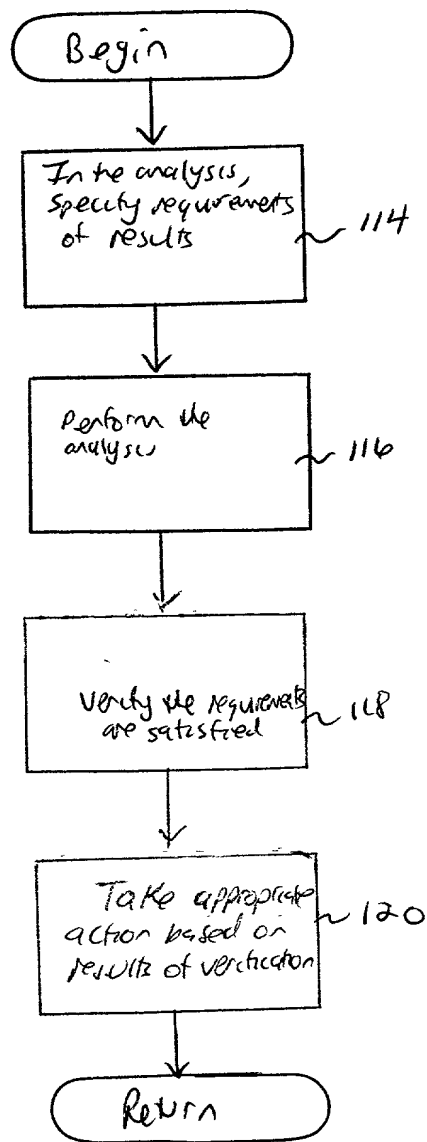 Begin
In the analysis,
Specify requirements
of results
114
Perform the
analysis
116
Verify the requirements
are satisfied
118
Take appropriate
action based on
results of verification
120
Return